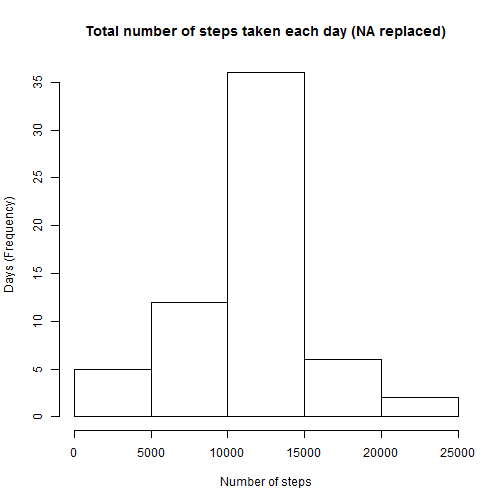 Total number of steps taken each day (NA replaced)
Days (Frequency)
35
30
25
20
15
10
5
0
0 5000 10000 15000 20000 25000
Number of steps